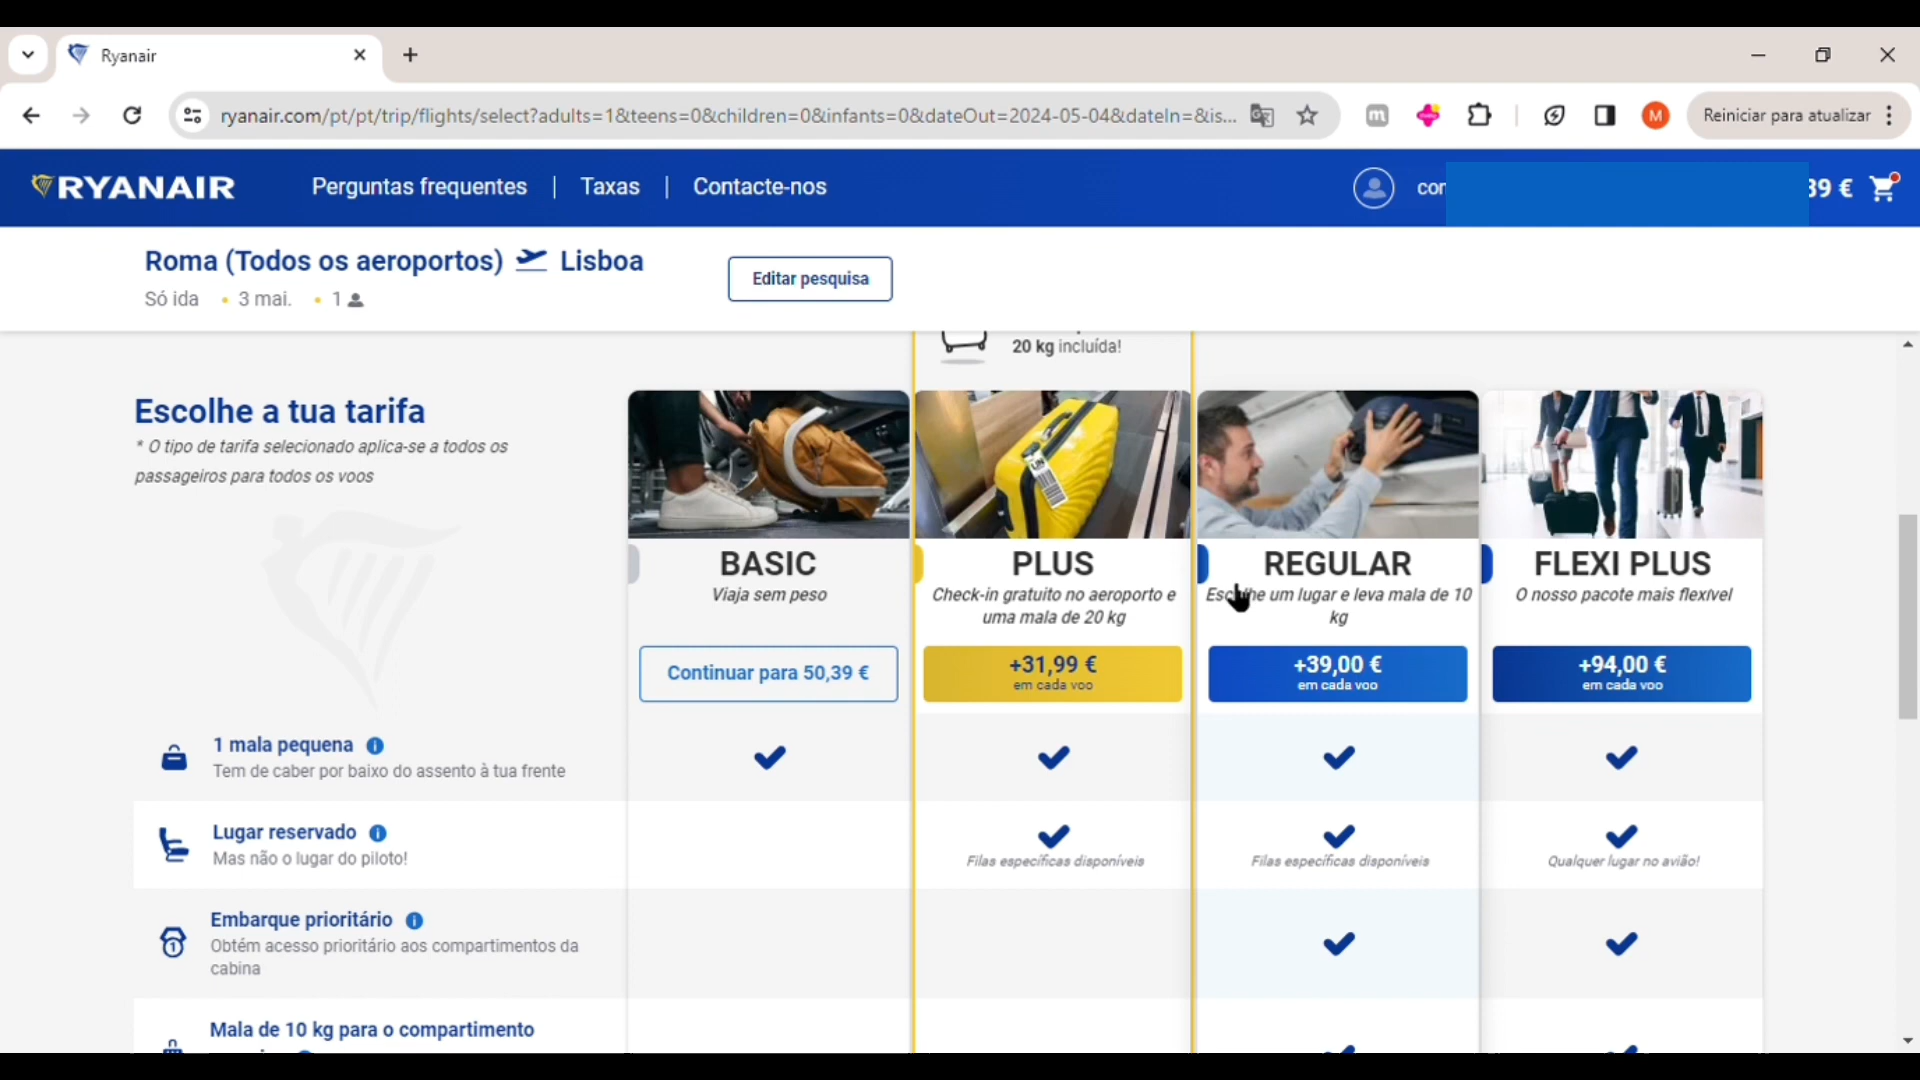 Ryanair
ryanair.com/pt/pt/trip/flights/select?adults=1&teens=0&children=0&infants=0&dateOut=2024-05-04&dateIn=&is...
M
Reiniciar para atualizar
RYANAIR
Perguntas frequentes | Taxas | Contacte-nos
39 €
Roma (Todos os aeroportos) Lisboa
Só ida • 3 mai. • 1
Editar pesquisa
20 kg incluída!
Escolhe a tua tarifa
* O tipo de tarifa selecionado aplica-se a todos os
passageiros para todos os voos
BASIC
Viaja sem peso
Continuar para 50,39 €
PLUS
Check-in gratuito no aeroporto e
uma mala de 20 kg
+31,99 €
em cada voo
REGULAR
Escolhe um lugar e leva mala de 10
kg
+39,00 €
em cada voo
FLEXI PLUS
O nosso pacote mais flexível
+94,00 €
em cada voo
1 mala pequena
Tem de caber por baixo do assento à tua frente
Lugar reservado
Mas não o lugar do piloto!
Filas específicas disponíveis
Filas específicas disponíveis
Qualquer lugar no avião!
Embarque prioritário
Obtém acesso prioritário aos compartimentos da
cabina
Mala de 10 kg para o compartimento